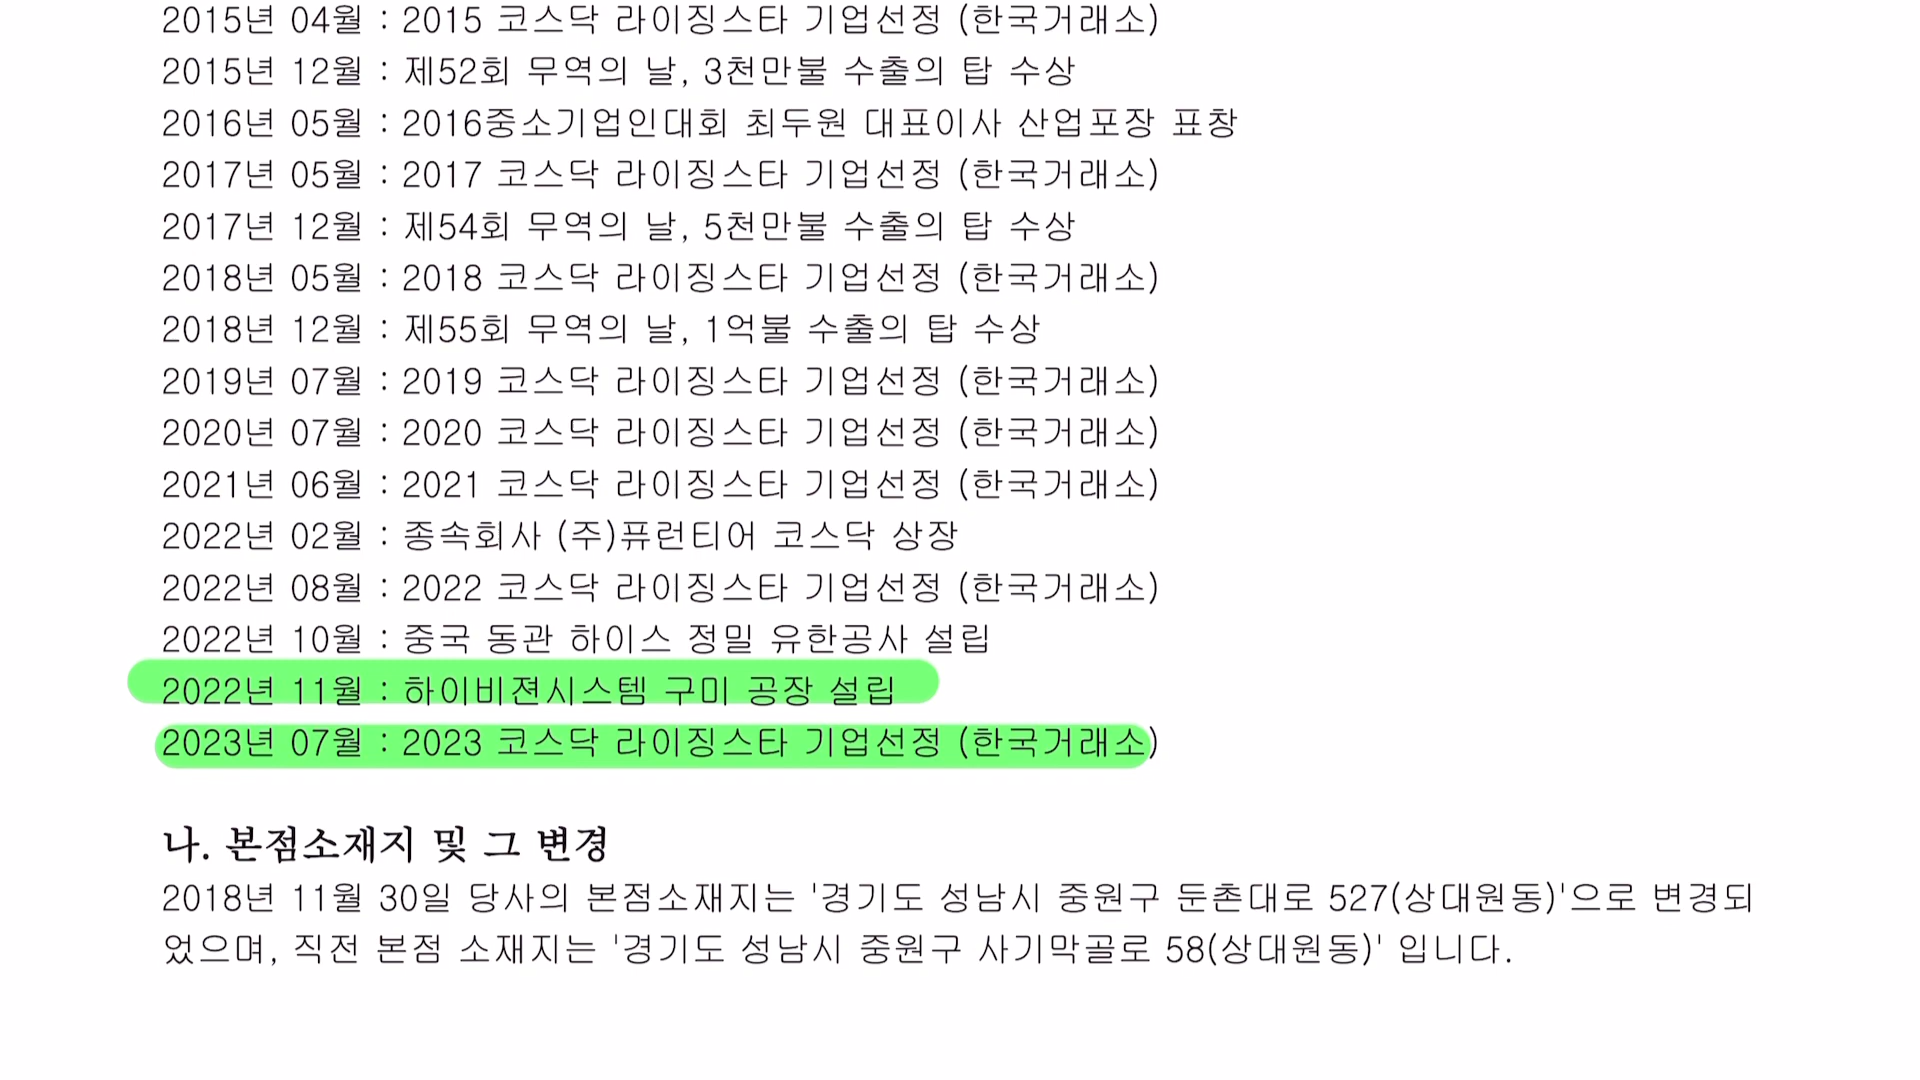 2015년 04월 : 2015 코스닥 라이징스타 기업선정 (한국거래소)
2015년 12월 : 제52회 무역의 날, 3천만불 수출의 탑 수상
2016년 05월 : 2016중소기업인대회 최두원 대표이사 산업포장 표창
2017년 05월 : 2017 코스닥 라이징스타 기업선정 (한국거래소)
2017년 12월 : 제54회 무역의 날, 5천만불 수출의 탑 수상
2018년 05월 : 2018 코스닥 라이징스타 기업선정 (한국거래소)
2018년 12월 : 제55회 무역의 날, 1억불 수출의 탑 수상
2019년 07월 : 2019 코스닥 라이징스타 기업선정 (한국거래소)
2020년 07월 : 2020 코스닥 라이징스타 기업선정 (한국거래소)
2021년 06월 : 2021 코스닥 라이징스타 기업선정 (한국거래소)
2022년 02월 : 종속회사 (주)퓨런티어 코스닥 상장
2022년 08월 : 2022 코스닥 라이징스타 기업선정 (한국거래소)
2022년 10월 : 중국 동관 하이스 정밀 유한공사 설립
2022년 11월 : 하이비젼시스템 구미 공장 설립
2023년 07월 : 2023 코스닥 라이징스타 기업선정 (한국거래소)
나. 본점소재지 및 그 변경
2018년 11월 30일 당사의 본점소재지는 '경기도 성남시 중원구 둔촌대로 527(상대원동)'으로 변경되
었으며, 직전 본점 소재지는 '경기도 성남시 중원구 사기막골로 58(상대원동)' 입니다.